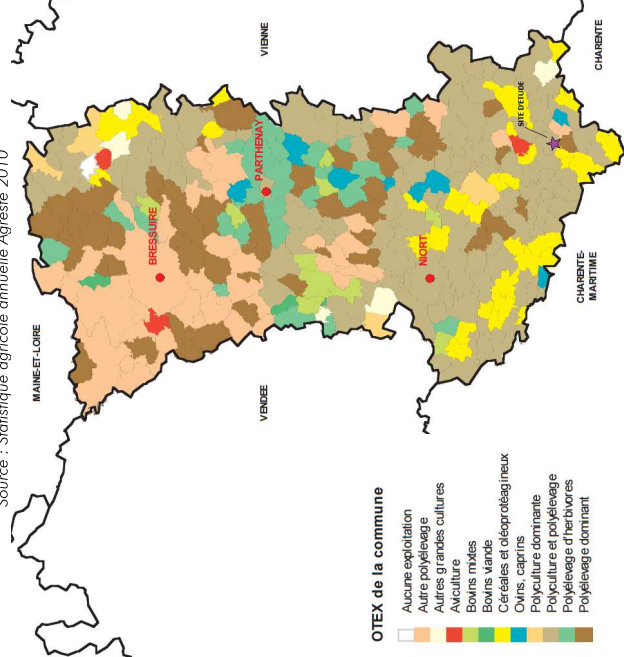 Source : Statistique agricole annuelle Agreste 2010
MAINE-ET-LOIRE
VIENNE
BRESSUIRE
PARTHENAY
VENDEE
NIORT
SITE D'ETUDE
CHARENTE
CHARENTE-
MARITIME
OTEX de la commune
Aucune exploitation
Autre polyélevage
Autres grandes cultures
Aviculture
Bovins mixtes
Bovins viande
Céréales et oléoprotéagineux
Ovins, caprins
Polyculture dominante
Polyculture et polyélevage
Polyélevage d'herbivores
Polyélevage dominant